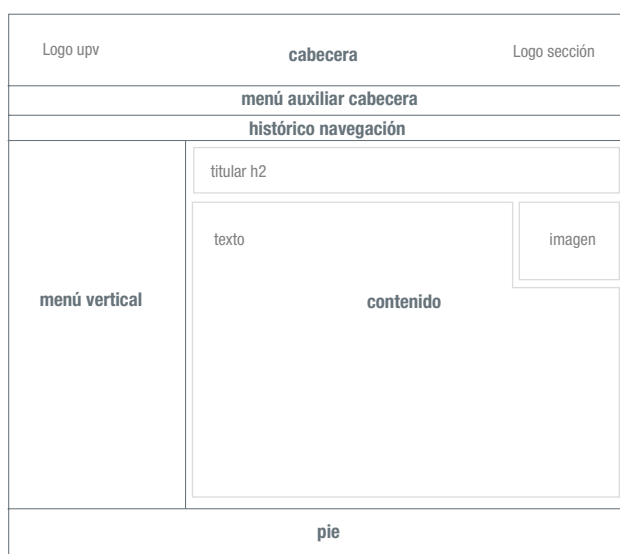 Logo upv
cabecera
Logo sección
menú auxiliar cabecera
histórico navegación
titular h2
texto
imagen
menú vertical
contenido
pie